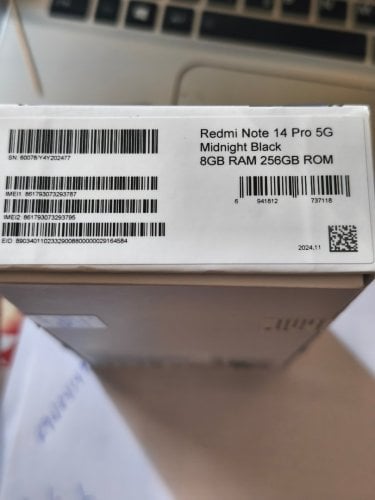 Redmi Note 14 Pro 5G
Midnight Black
8GB RAM 256GB ROM
SN: 60078/Y4Y202477
IMEI1: 861793073293787
IMEI2: 861793073293795
EID: 89034011023329008800000029164584
6 941812 737118
2024.11